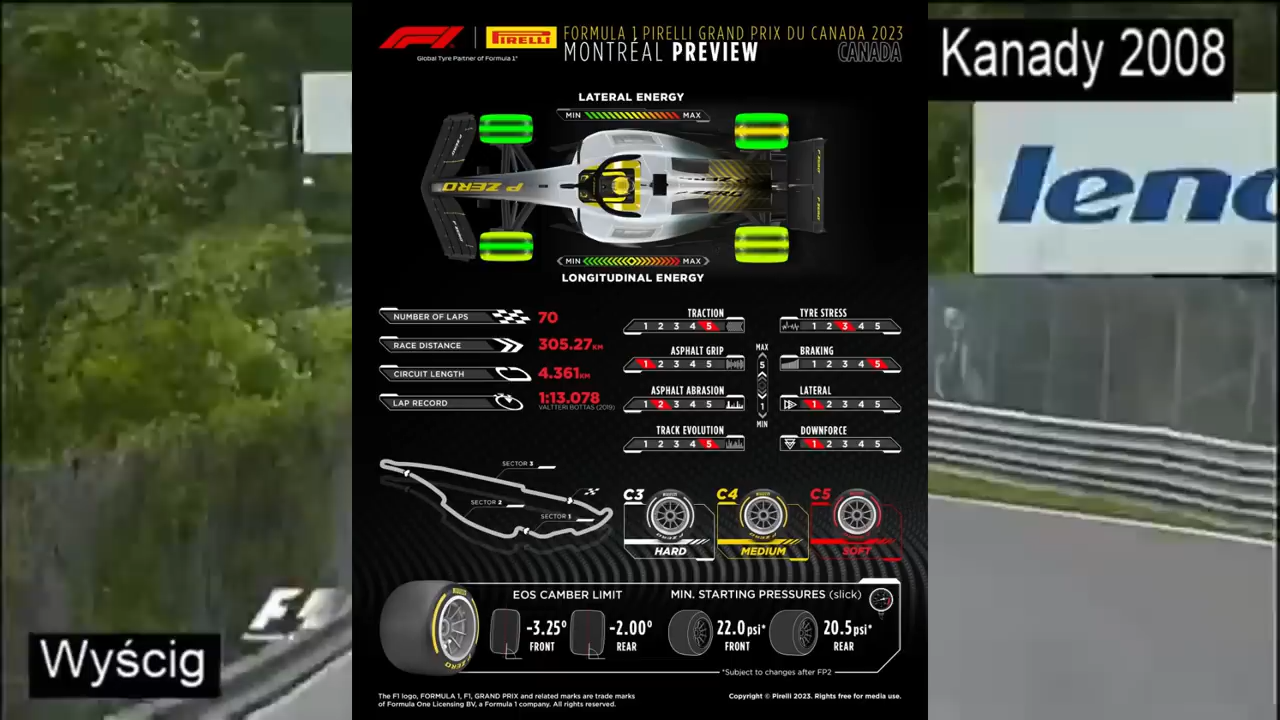 Kanady 2008
leno
Wyścig
F1
F1 | PIRELLI
Global Tyre Partner of Formula 1®
FORMULA 1 PIRELLI GRAND PRIX DU CANADA 2023
MONTRÉAL PREVIEW
CANADA
LATERAL ENERGY
MIN MAX
P ZERO
MIN MAX
LONGITUDINAL ENERGY
NUMBER OF LAPS 70
RACE DISTANCE 305.27KM
CIRCUIT LENGTH 4.361KM
LAP RECORD 1:13.078
VALTTERI BOTTAS (2019)
TRACTION
1 2 3 4 5
ASPHALT GRIP
1 2 3 4 5
ASPHALT ABRASION
1 2 3 4 5
TRACK EVOLUTION
1 2 3 4 5
MAX
5
1
MIN
TYRE STRESS
1 2 3 4 5
BRAKING
1 2 3 4 5
LATERAL
1 2 3 4 5
DOWNFORCE
1 2 3 4 5
SECTOR 3
SECTOR 2
SECTOR 1
C3 C4 C5
HARD MEDIUM SOFT
EOS CAMBER LIMIT
-3.25º
FRONT
-2.00º
REAR
MIN. STARTING PRESSURES (slick)
22.0psi*
FRONT
20.5psi*
REAR
P ZERO
*Subject to changes after FP2
The F1 logo, FORMULA 1, F1, GRAND PRIX and related marks are trade marks
of Formula One Licensing BV, a Formula 1 company. All rights reserved.
Copyright © Pirelli 2023. Rights free for media use.